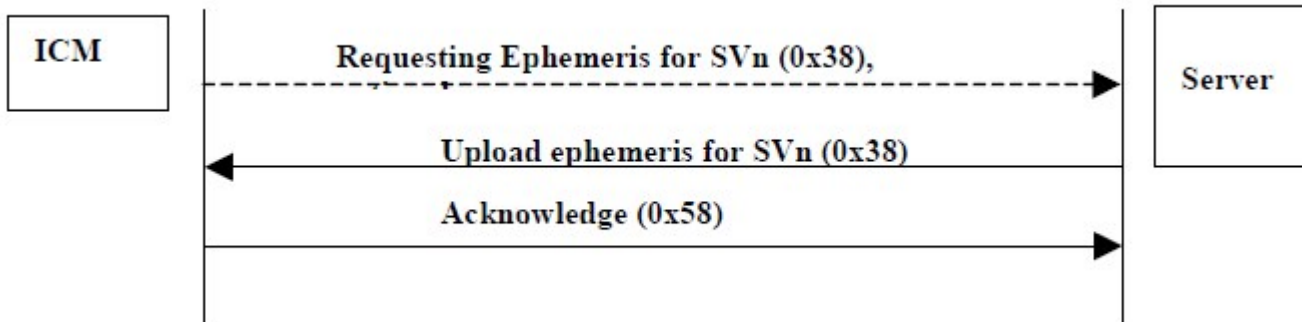 ICM
Requesting Ephemeris for SVn (0x38),
Server
Upload ephemeris for SVn (0x38)
Acknowledge (0x58)